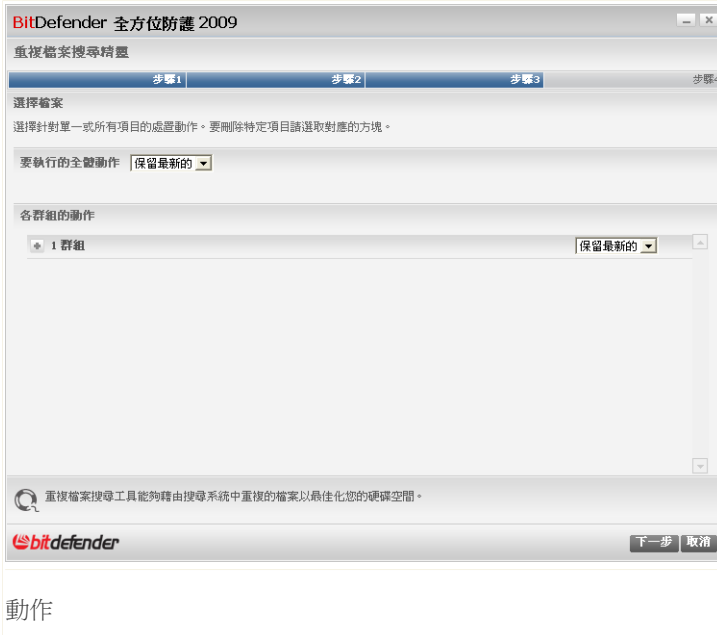 BitDefender 全方位防護 2009
重複檔案搜尋精靈
步驟1 步驟2 步驟3 步驟4
選擇檔案
選擇針對單一或所有項目的處置動作。要刪除特定項目請選取對應的方塊。
要執行的全體動作 保留最新的
各群組的動作
1 群組 保留最新的
重複檔案搜尋工具能夠藉由搜尋系統中重複的檔案以最佳化您的硬碟空間。
bitdefender 下一步 取消
動作